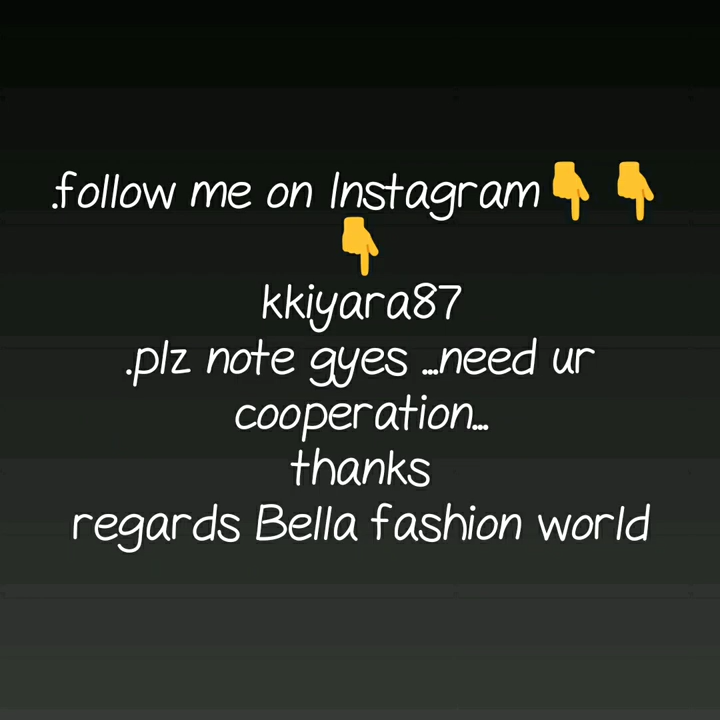 .follow me on Instagram👇👇
👇
kkiyara87
.plz note gyes ...need ur
cooperation...
thanks
regards Bella fashion world